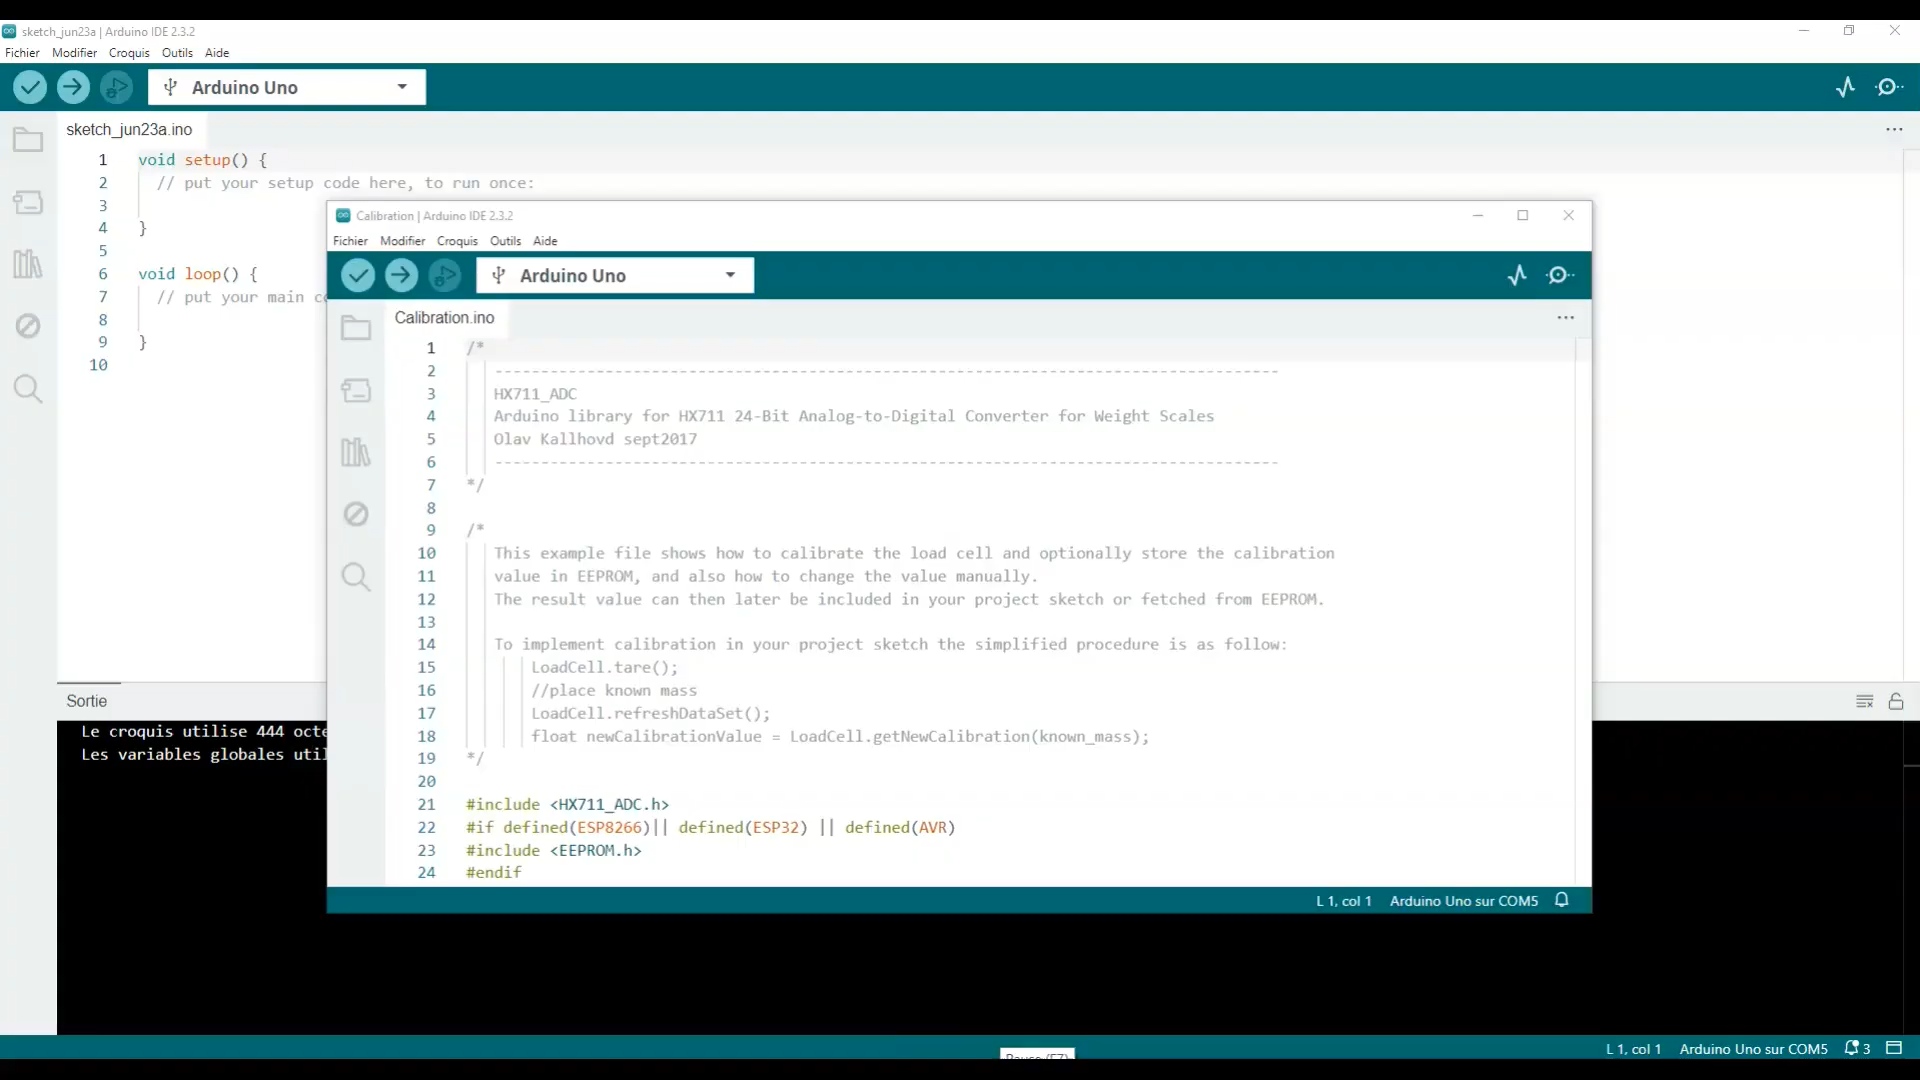 sketch_jun23a | Arduino IDE 2.3.2
Fichier Modifier Croquis Outils Aide
Arduino Uno
sketch_jun23a.ino
1 void setup() {
2 // put your setup code here, to run once:
3
4 }
5
6 void loop() {
7 // put your main
8
9 }
10
Sortie
Le croquis utilise 444
Les variables globales
Calibration | Arduino IDE 2.3.2
Fichier Modifier Croquis Outils Aide
Arduino Uno
Calibration.ino
1 /*
2 -------------------------------------------------------------------------------------
3 HX711_ADC
4 Arduino library for HX711 24-Bit Analog-to-Digital Converter for Weight Scales
5 Olav Kallhovd sept2017
6 -------------------------------------------------------------------------------------
7 */
8
9 /*
10 This example file shows how to calibrate the load cell and optionally store the calibration
11 value in EEPROM, and also how to change the value manually.
12 The result value can then later be included in your project sketch or fetched from EEPROM.
13
14 To implement calibration in your project sketch the simplified procedure is as follow:
15 LoadCell.tare();
16 //place known mass
17 LoadCell.refreshDataSet();
18 float newCalibrationValue = LoadCell.getNewCalibration(known_mass);
19 */
20
21 #include <HX711_ADC.h>
22 #if defined(ESP8266)|| defined(ESP32) || defined(AVR)
23 #include <EEPROM.h>
24 #endif
L 1, col 1 Arduino Uno sur COM5
L 1, col 1 Arduino Uno sur COM5 3